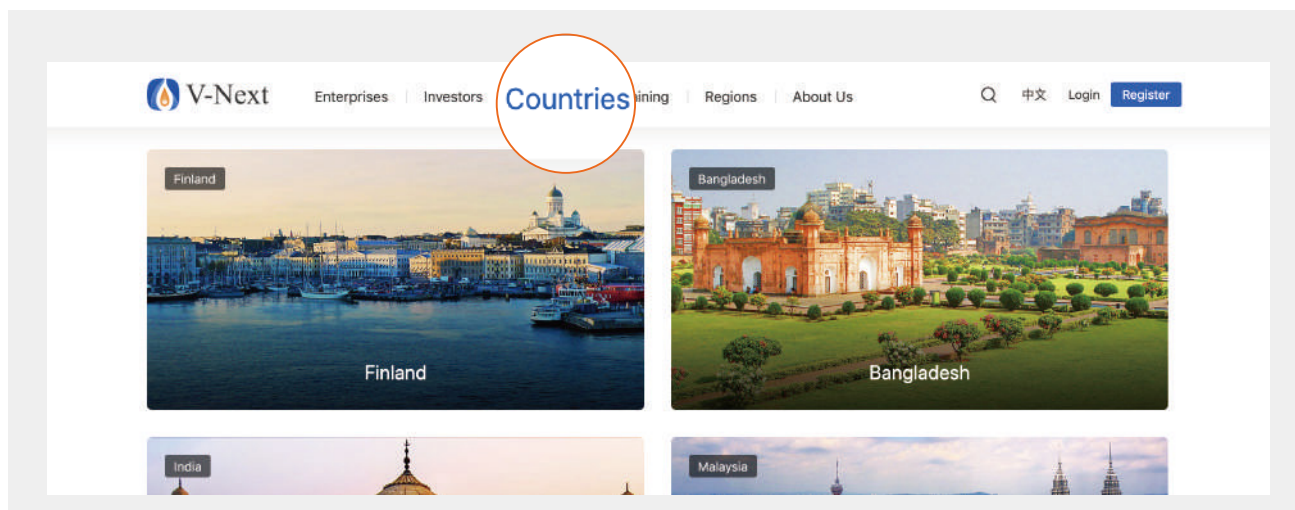 V-Next Enterprises Investors Countries ining Regions About Us 中文 Login Register
Finland
Bangladesh
Finland
Bangladesh
India
Malaysia